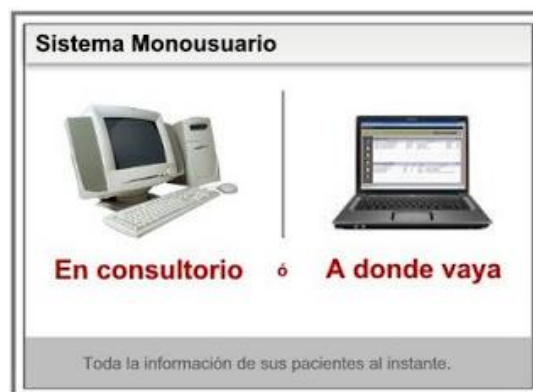 Sistema Monousuario
En consultorio ó A donde vaya
Toda la información de sus pacientes al instante.